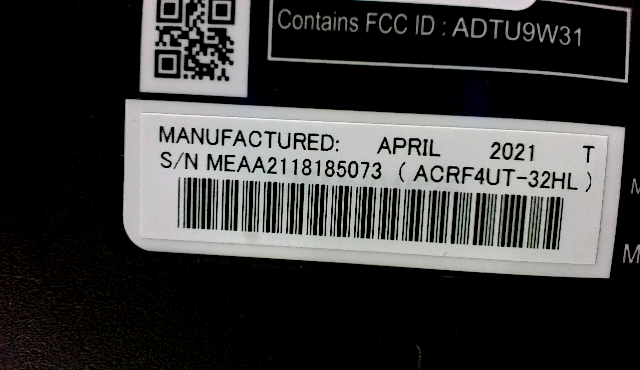 Contains FCC ID : ADTU9W31
MANUFACTURED: APRIL 2021 T
S/N MEAA2118185073 ( ACRF4UT-32HL )
M
M